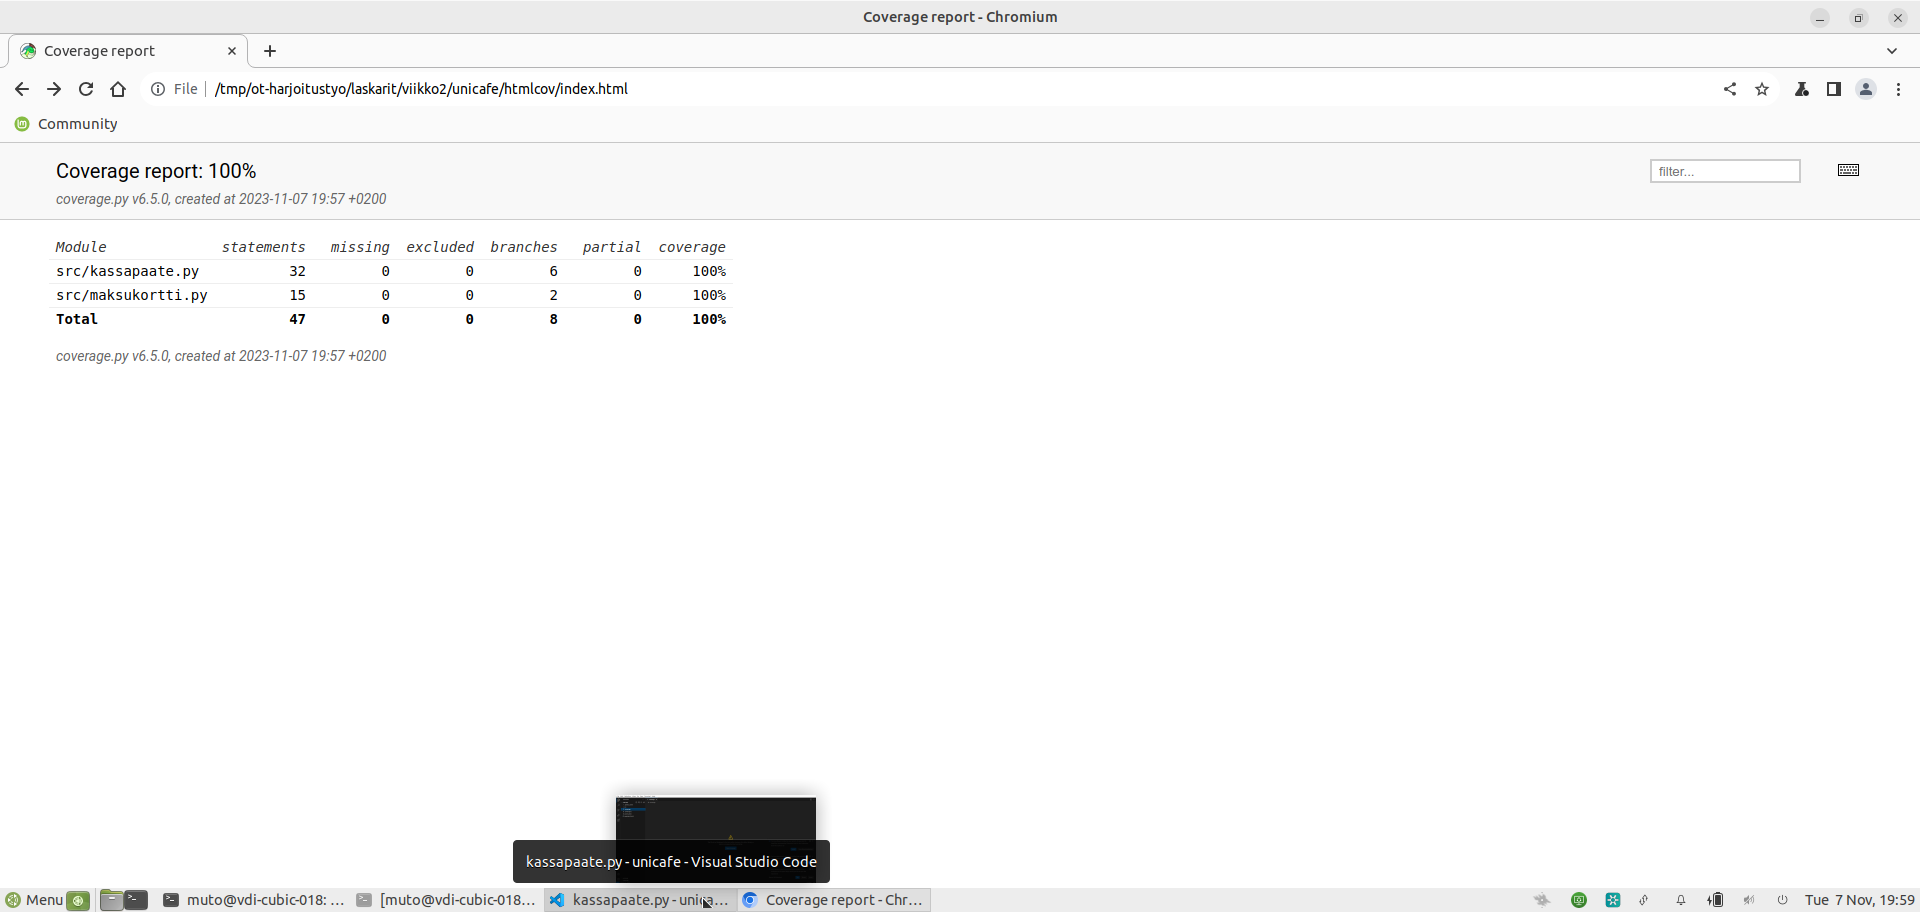 Coverage report - Chromium
Coverage report
File
/tmp/ot-harjoitustyo/laskarit/viikko2/unicafe/htmlcov/index.html
Community
Coverage report: 100%
filter...
coverage.py v6.5.0, created at 2023-11-07 19:57 +0200
Module statements missing excluded branches partial coverage
src/kassapaate.py 32 0 0 6 0 100%
src/maksukortti.py 15 0 0 2 0 100%
Total 47 0 0 8 0 100%
coverage.py v6.5.0, created at 2023-11-07 19:57 +0200
kassapaate.py - unicafe - Visual Studio Code
Menu muto@vdi-cubic-018: ... [muto@vdi-cubic-018... kassapaate.py - unica... Coverage report - Chr... Tue 7 Nov, 19:59